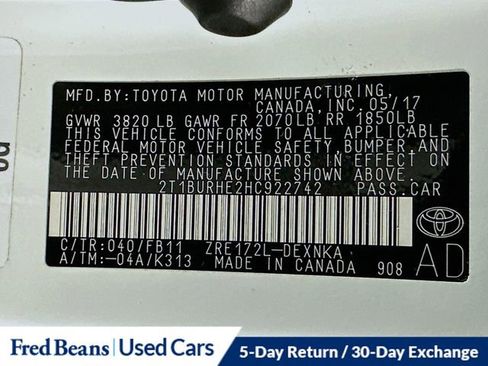 MFD.BY:TOYOTA MOTOR MANUFACTURING,
CANADA, INC. 05/17
GVWR 3820 LB GAWR FR 2070LB RR 1850LB
THIS VEHICLE CONFORMS TO ALL APPLICABLE
FEDERAL MOTOR VEHICLE SAFETY, BUMPER, AND
THEFT PREVENTION STANDARDS IN EFFECT ON
THE DATE OF MANUFACTURE SHOWN ABOVE.
2T1BURHE2HC922742 PASS.CAR
C/TR:040/FB11 ZRE172L-DEXNKA
A/TM:-04A/K313 MADE IN CANADA 908
AD
Fred Beans | Used Cars 5-Day Return / 30-Day Exchange